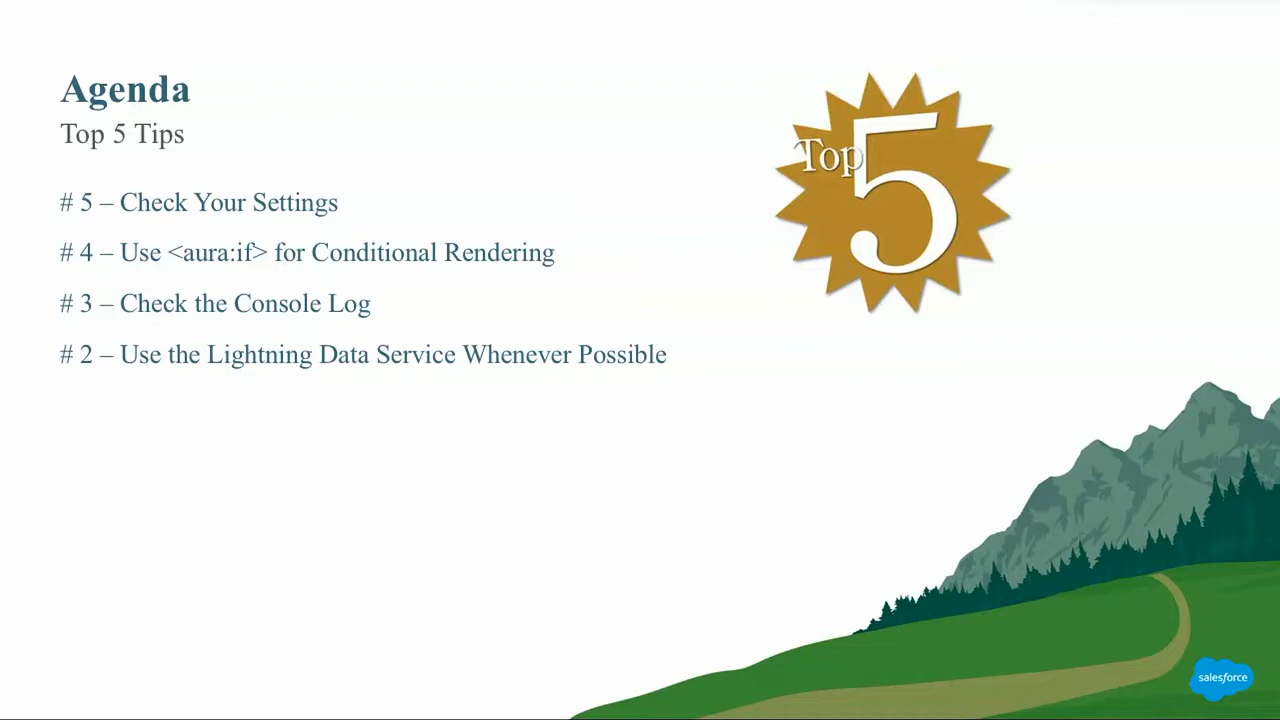 Agenda
Top 5 Tips
# 5 – Check Your Settings
# 4 – Use <aura:if> for Conditional Rendering
# 3 – Check the Console Log
# 2 – Use the Lightning Data Service Whenever Possible
Top 5
salesforce